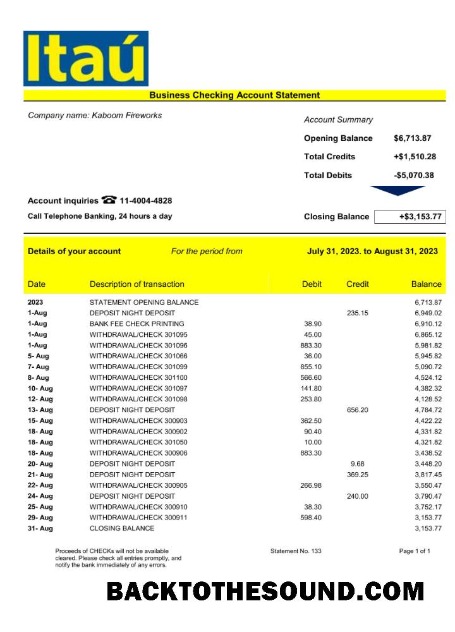 Itaú
Business Checking Account Statement
Company name: Kaboom Fireworks
Account Summary
Opening Balance $6,713.87
Total Credits +$1,510.28
Total Debits -$5,070.38
Account inquiries ☎ 11-4004-4828
Call Telephone Banking, 24 hours a day
Closing Balance +$3,153.77
Details of your account For the period from July 31, 2023. to August 31, 2023
Date Description of transaction Debit Credit Balance
2023 STATEMENT OPENING BALANCE 6,713.87
1-Aug DEPOSIT NIGHT DEPOSIT 235.15 6,949.02
1-Aug BANK FEE CHECK PRINTING 38.90 6,910.12
1-Aug WITHDRAWAL/CHECK 301095 45.00 6,865.12
1-Aug WITHDRAWAL/CHECK 301096 883.30 5,981.82
5- Aug WITHDRAWAL/CHECK 301066 36.00 5,945.82
7- Aug WITHDRAWAL/CHECK 301099 855.10 5,090.72
8- Aug WITHDRAWAL/CHECK 301100 566.60 4,524.12
10- Aug WITHDRAWAL/CHECK 301097 141.80 4,382.32
12- Aug WITHDRAWAL/CHECK 301098 253.80 4,128.52
13- Aug DEPOSIT NIGHT DEPOSIT 656.20 4,784.72
15- Aug WITHDRAWAL/CHECK 300903 362.50 4,422.22
18- Aug WITHDRAWAL/CHECK 300902 90.40 4,331.82
18- Aug WITHDRAWAL/CHECK 301050 10.00 4,321.82
18- Aug WITHDRAWAL/CHECK 300906 883.30 3,438.52
20- Aug DEPOSIT NIGHT DEPOSIT 9.68 3,448.20
21- Aug DEPOSIT NIGHT DEPOSIT 369.25 3,817.45
22- Aug WITHDRAWAL/CHECK 300905 266.98 3,550.47
24- Aug DEPOSIT NIGHT DEPOSIT 240.00 3,790.47
25- Aug WITHDRAWAL/CHECK 300910 38.30 3,752.17
29- Aug WITHDRAWAL/CHECK 300911 598.40 3,153.77
31- Aug CLOSING BALANCE 3,153.77
Proceeds of CHECKs will not be available Statement No. 133 Page 1 of 1
cleared. Please check all entries promptly, and
notify the bank immediately of any errors.
BACKTOTHESOUND.COM